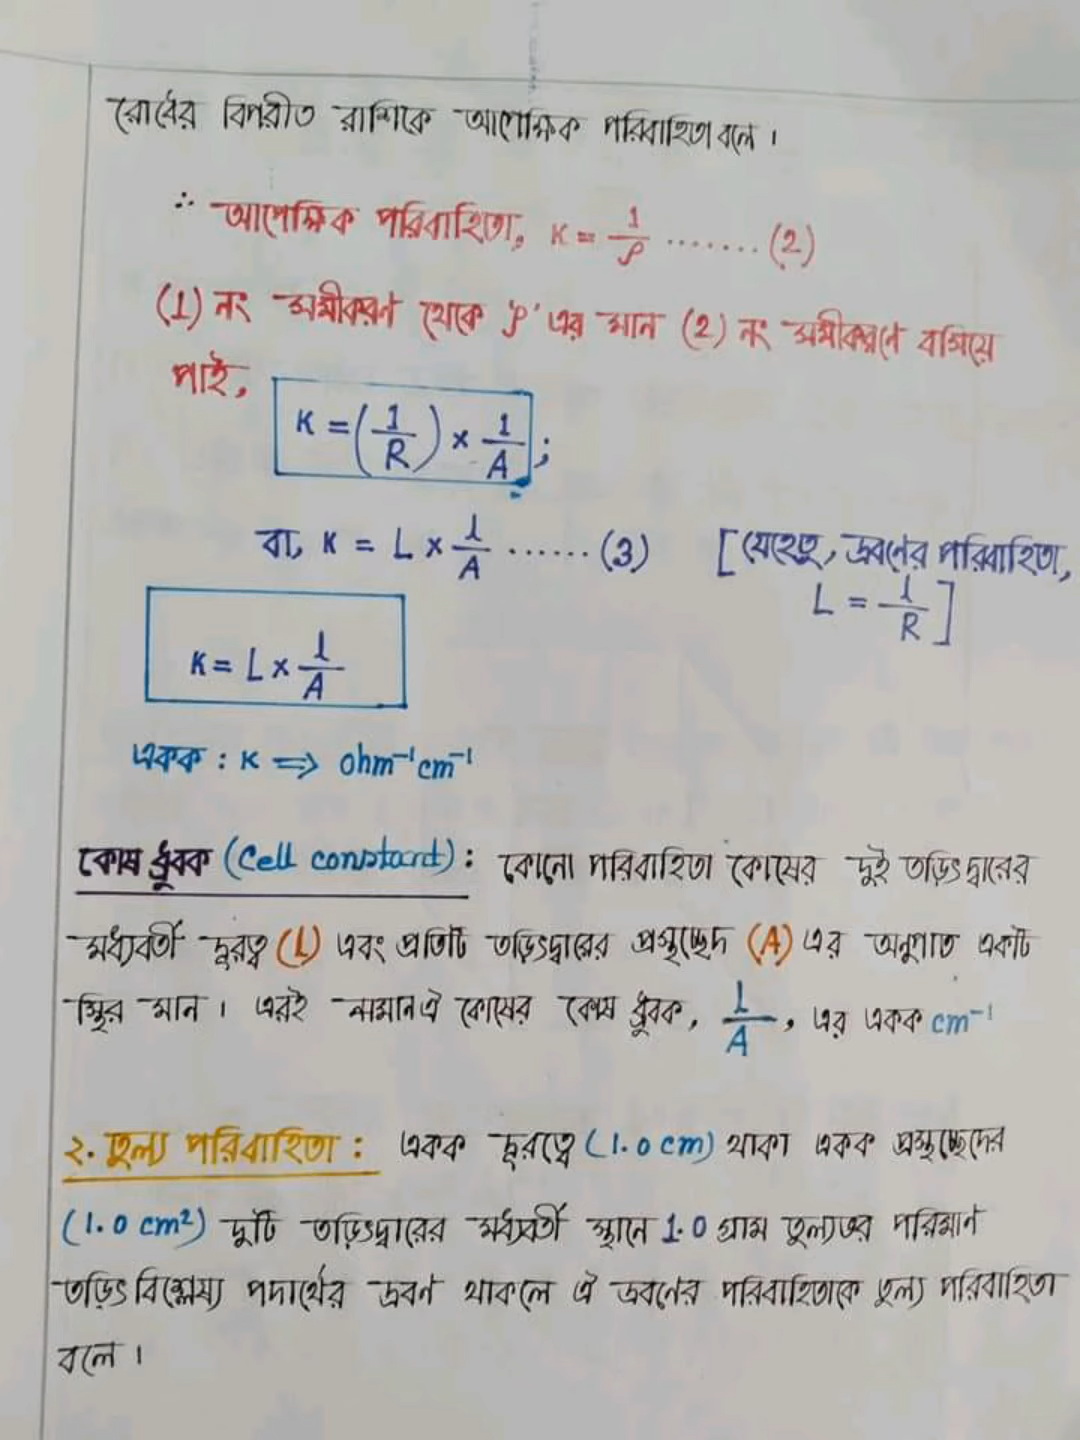 রোধের বিপরীত রাশিকে আপেক্ষিক পরিবাহিতা বলে।
∴ আপেক্ষিক পরিবাহিতা, κ = 1/ρ ........ (2)
(1) নং সমীকরণ থেকে 'ρ' এর মান (2) নং সমীকরণে বসিয়ে
পাই,
κ = (1/R) × 1/A ;
বা, κ = L × l/A ...... (3) [যেহেতু, দ্রবণের পরিবাহিতা,
L = 1/R]
κ = L × l/A
একক : κ ⇒ ohm⁻¹ cm⁻¹
কোষ ধ্রুবক (Cell constant) : কোনো পরিবাহিতা কোষের দুই তড়িৎদ্বারের
মধ্যবর্তী দূরত্ব (l) এবং প্রতিটি তড়িৎদ্বারের প্রস্থচ্ছেদ (A) এর অনুপাত একটি
স্থির মান। এরই নামান ঐ কোষের কোষ ধ্রুবক, l/A, এর একক cm⁻¹
২. তুল্য পরিবাহিতা : একক দূরত্বে (1.0 cm) থাকা একক প্রস্থচ্ছেদের
(1.0 cm²) দুটি তড়িৎদ্বারের মধ্যবর্তী স্থানে 1.0 গ্রাম তুল্যভর পরিমাণ
তড়িৎ বিশ্লেষ্য পদার্থের দ্রবণ থাকলে ঐ দ্রবণের পরিবাহিতাকে তুল্য পরিবাহিতা
বলে।